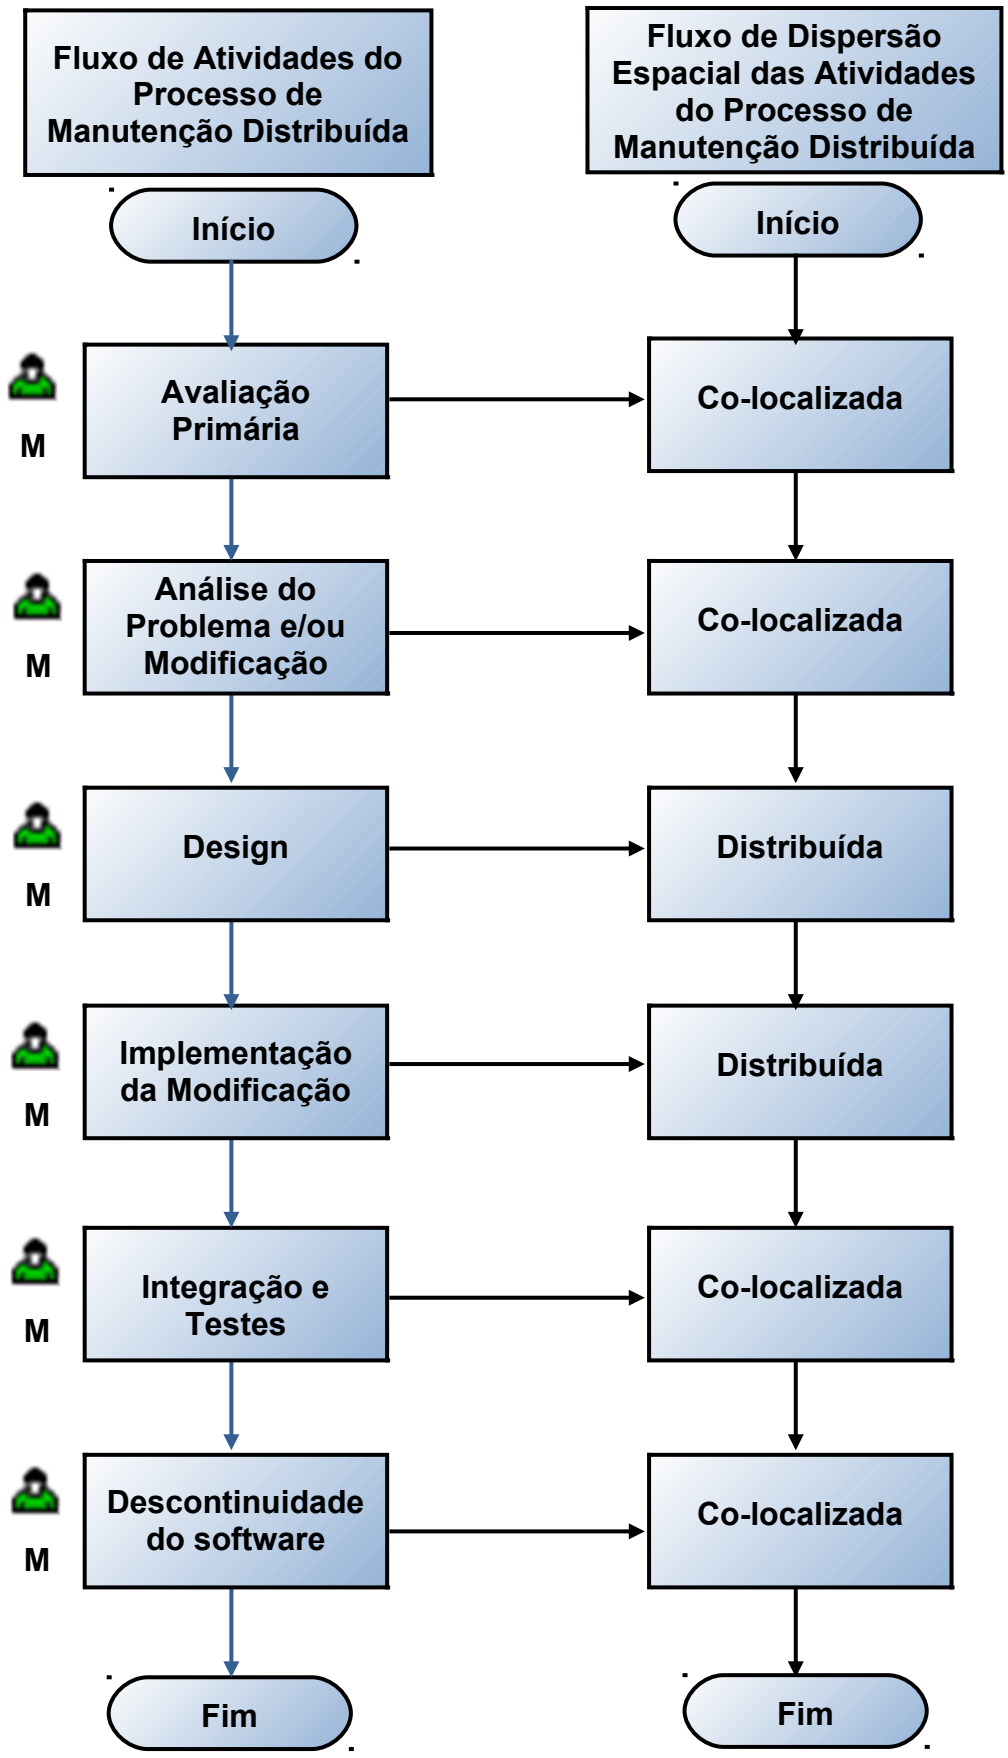 Fluxo de Atividades do
Processo de
Manutenção Distribuída
Fluxo de Dispersão
Espacial das Atividades
do Processo de
Manutenção Distribuída
Início
Início
Avaliação
Primária
Co-localizada
M
Análise do
Problema e/ou
Modificação
Co-localizada
M
Design
Distribuída
M
Implementação
da Modificação
Distribuída
M
Integração e
Testes
Co-localizada
M
Descontinuidade
do software
Co-localizada
M
Fim
Fim